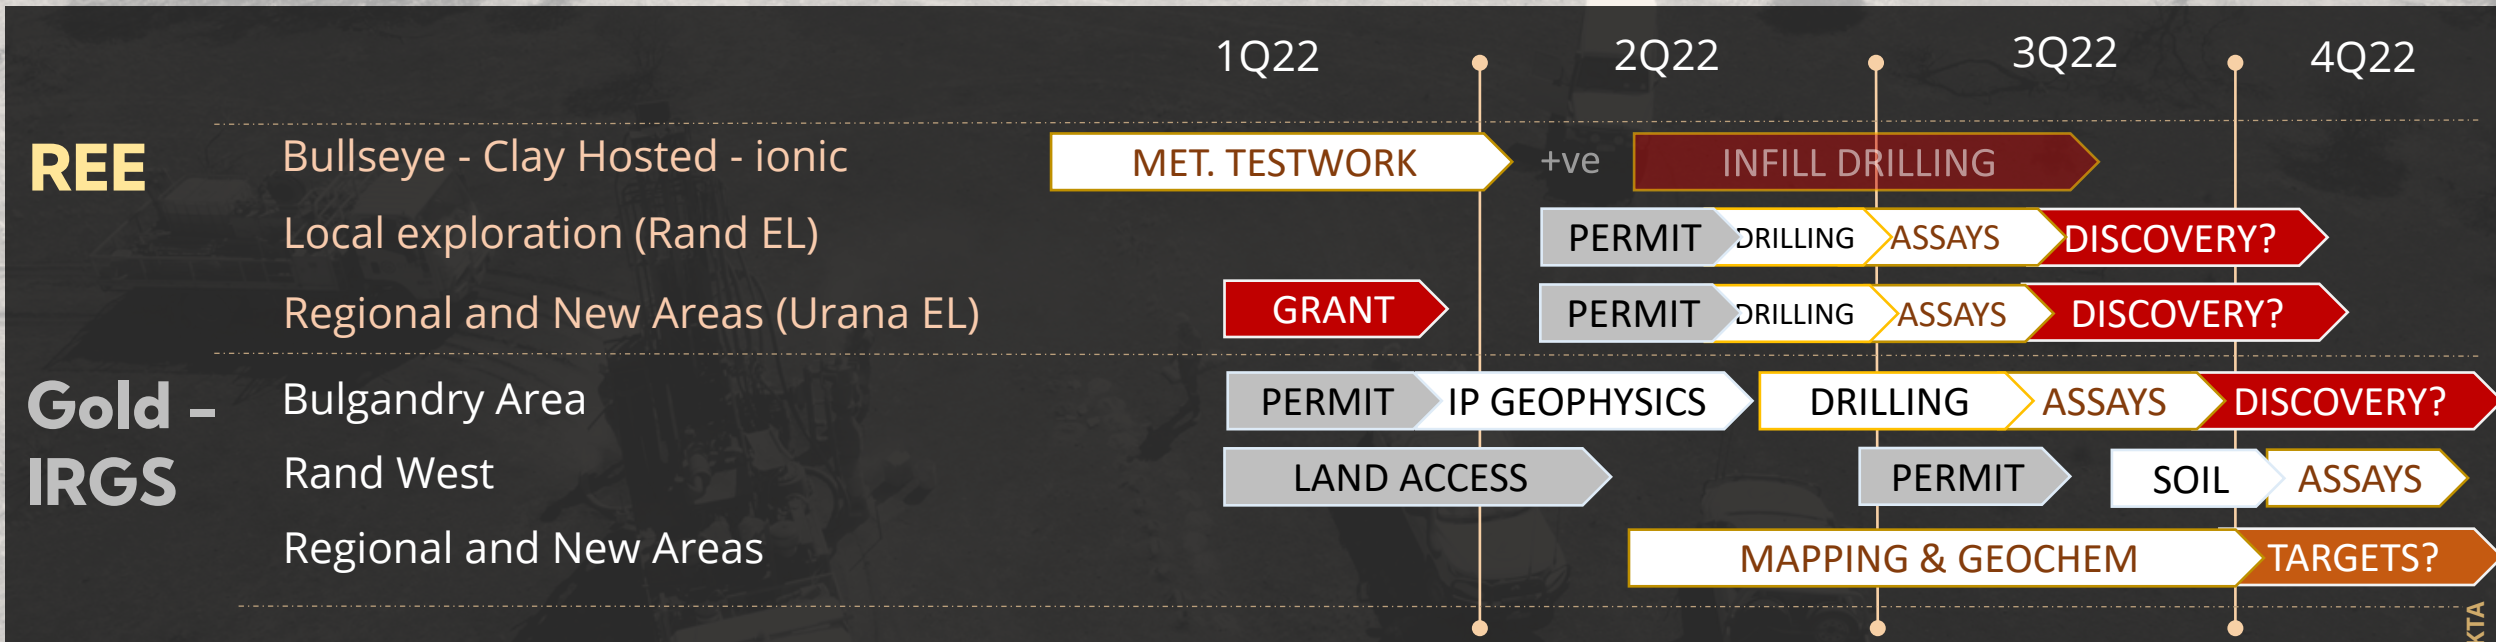 1Q22 2Q22 3Q22 4Q22
REE
Bullseye - Clay Hosted - ionic MET. TESTWORK +ve INFILL DRILLING
Local exploration (Rand EL) PERMIT DRILLING ASSAYS DISCOVERY?
Regional and New Areas (Urana EL) GRANT PERMIT DRILLING ASSAYS DISCOVERY?
Gold –
IRGS
Bulgandry Area PERMIT IP GEOPHYSICS DRILLING ASSAYS DISCOVERY?
Rand West LAND ACCESS PERMIT SOIL ASSAYS
Regional and New Areas MAPPING & GEOCHEM TARGETS?
KTA